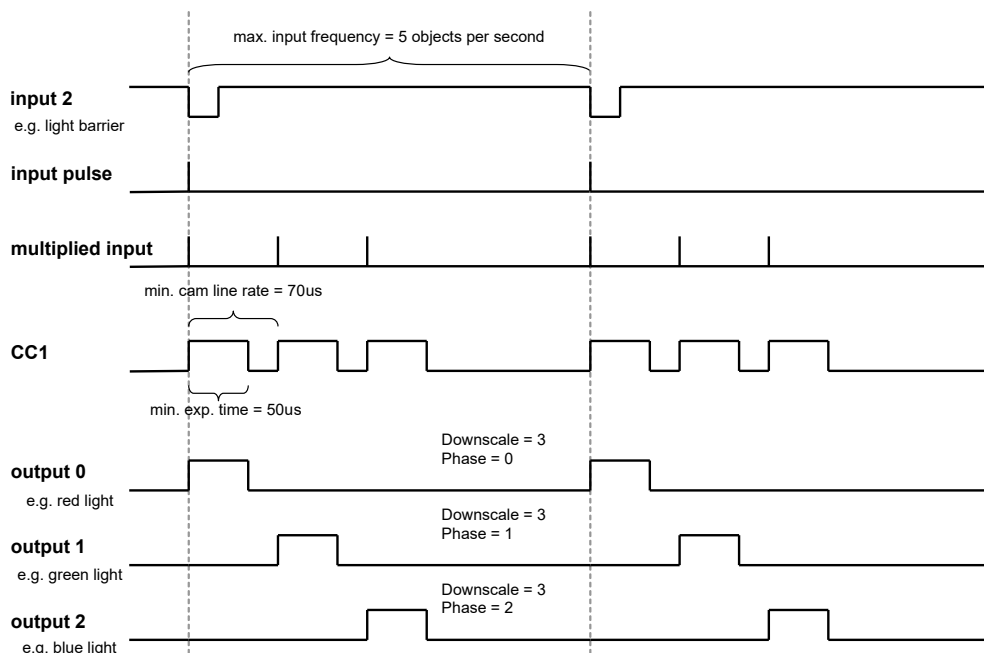 max. input frequency = 5 objects per second
input 2
e.g. light barrier
input pulse
multiplied input
min. cam line rate = 70us
CC1
min. exp. time = 50us
Downscale = 3
Phase = 0
output 0
e.g. red light
Downscale = 3
Phase = 1
output 1
e.g. green light
Downscale = 3
Phase = 2
output 2
e.g. blue light